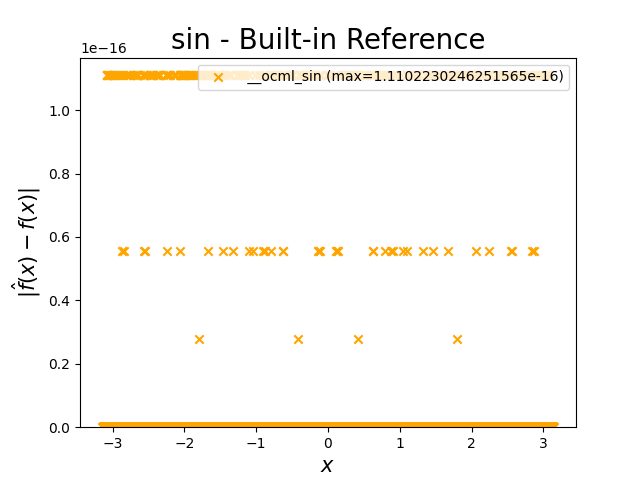 sin - Built-in Reference
1e−16
__ocml_sin (max=1.1102230246251565e-16)
1.0
0.8
0.6
0.4
0.2
0.0
|f̂(x) − f(x)|
−3 −2 −1 0 1 2 3
x